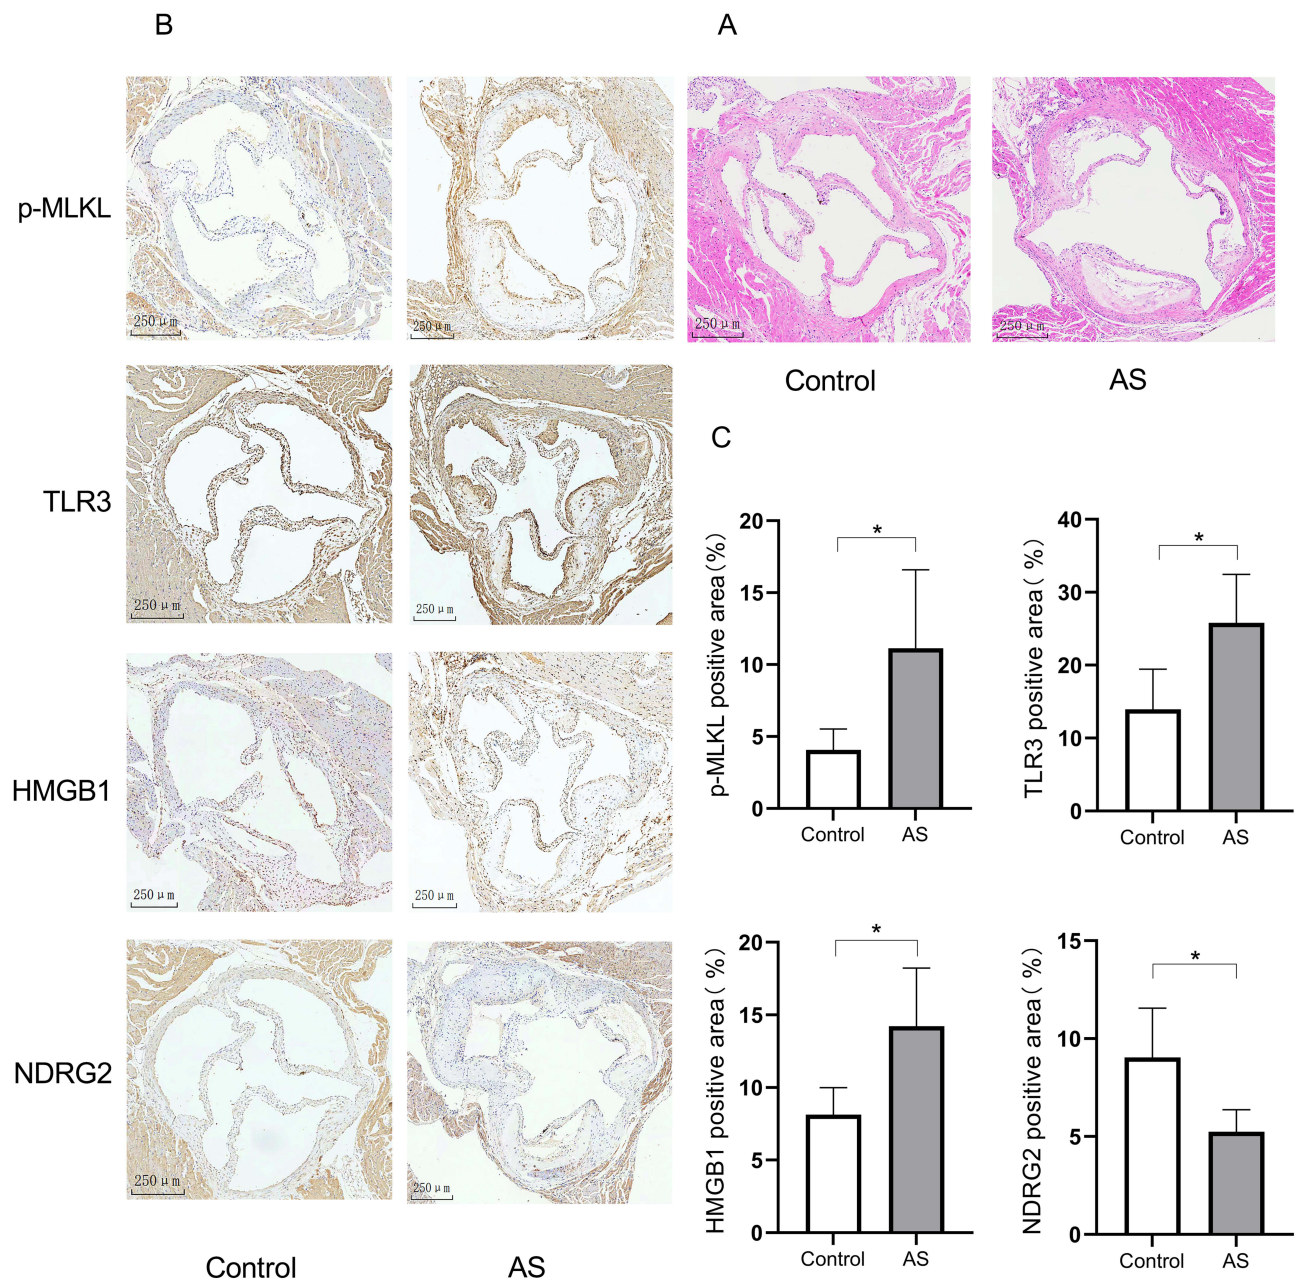 B
A
p-MLKL
250 μm
250 μm
250 μm
250 μm
Control
AS
TLR3
250 μm
250 μm
HMGB1
250 μm
250 μm
NDRG2
250 μm
250 μm
Control
AS
C
p-MLKL positive area(%)
20
15
10
5
0
*
Control
AS
TLR3 positive area( %)
40
30
20
10
0
*
Control
AS
HMGB1 positive area( %)
20
15
10
5
0
*
Control
AS
NDRG2 positive area( %)
15
10
5
0
*
Control
AS